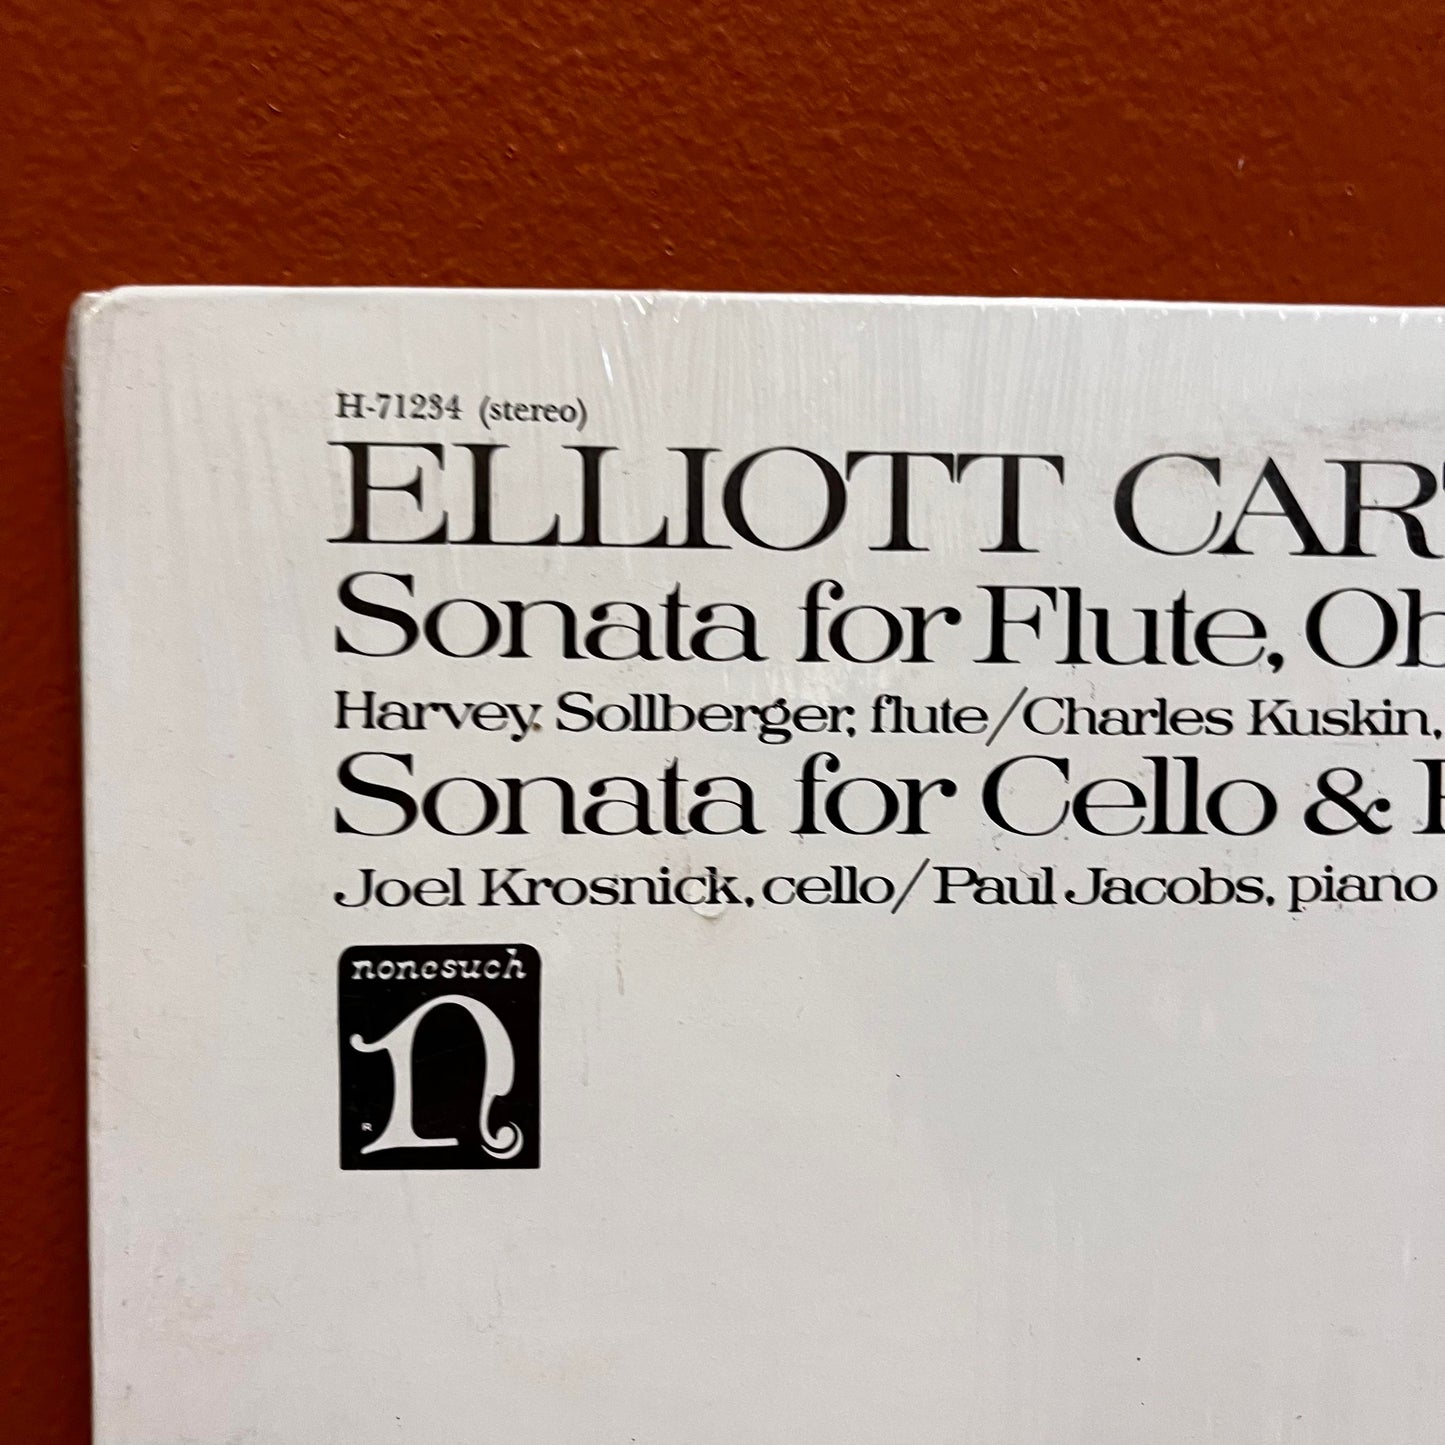 H-71234 (stereo)
ELLIOTT CART
Sonata for Flute, Ob
Harvey Sollberger, flute/Charles Kuskin,
Sonata for Cello & P
Joel Krosnick, cello/Paul Jacobs, piano
nonesuch
n
R